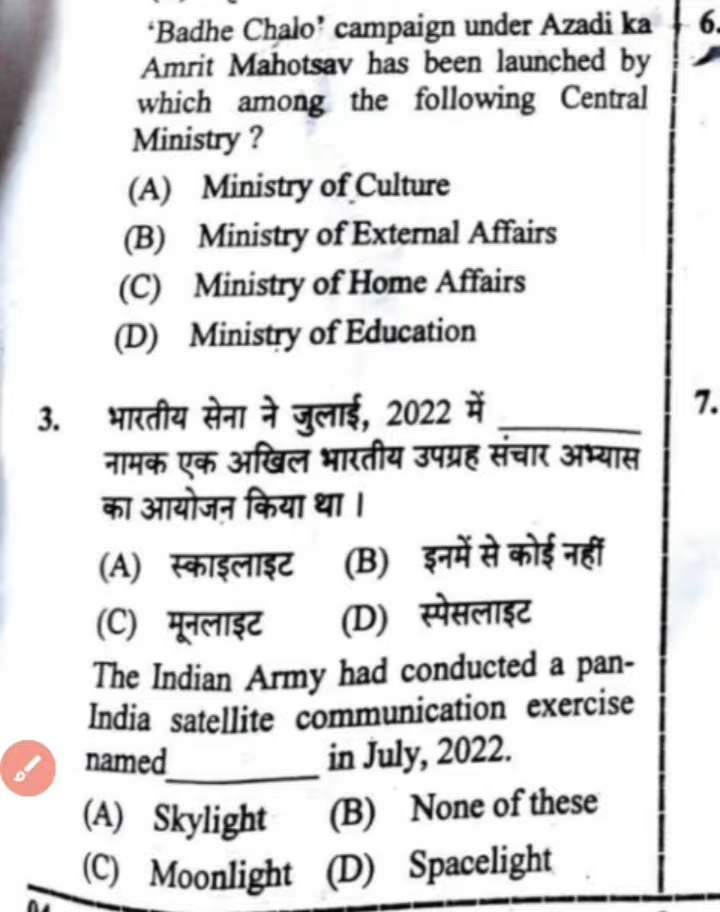 ‘Badhe Chalo’ campaign under Azadi ka
Amrit Mahotsav has been launched by
which among the following Central
Ministry ?
(A) Ministry of Culture
(B) Ministry of External Affairs
(C) Ministry of Home Affairs
(D) Ministry of Education
3. भारतीय सेना ने जुलाई, 2022 में ________
नामक एक अखिल भारतीय उपग्रह संचार अभ्यास
का आयोजन किया था ।
(A) स्काइलाइट (B) इनमें से कोई नहीं
(C) मूनलाइट (D) स्पेसलाइट
The Indian Army had conducted a pan-
India satellite communication exercise
named________ in July, 2022.
(A) Skylight (B) None of these
(C) Moonlight (D) Spacelight
6.
7.